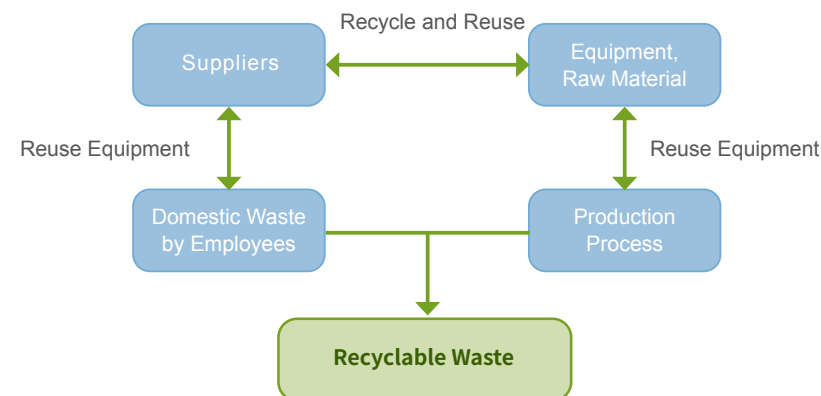 Recycle and Reuse
Suppliers
Equipment,
Raw Material
Reuse Equipment
Reuse Equipment
Domestic Waste
by Employees
Production
Process
Recyclable Waste